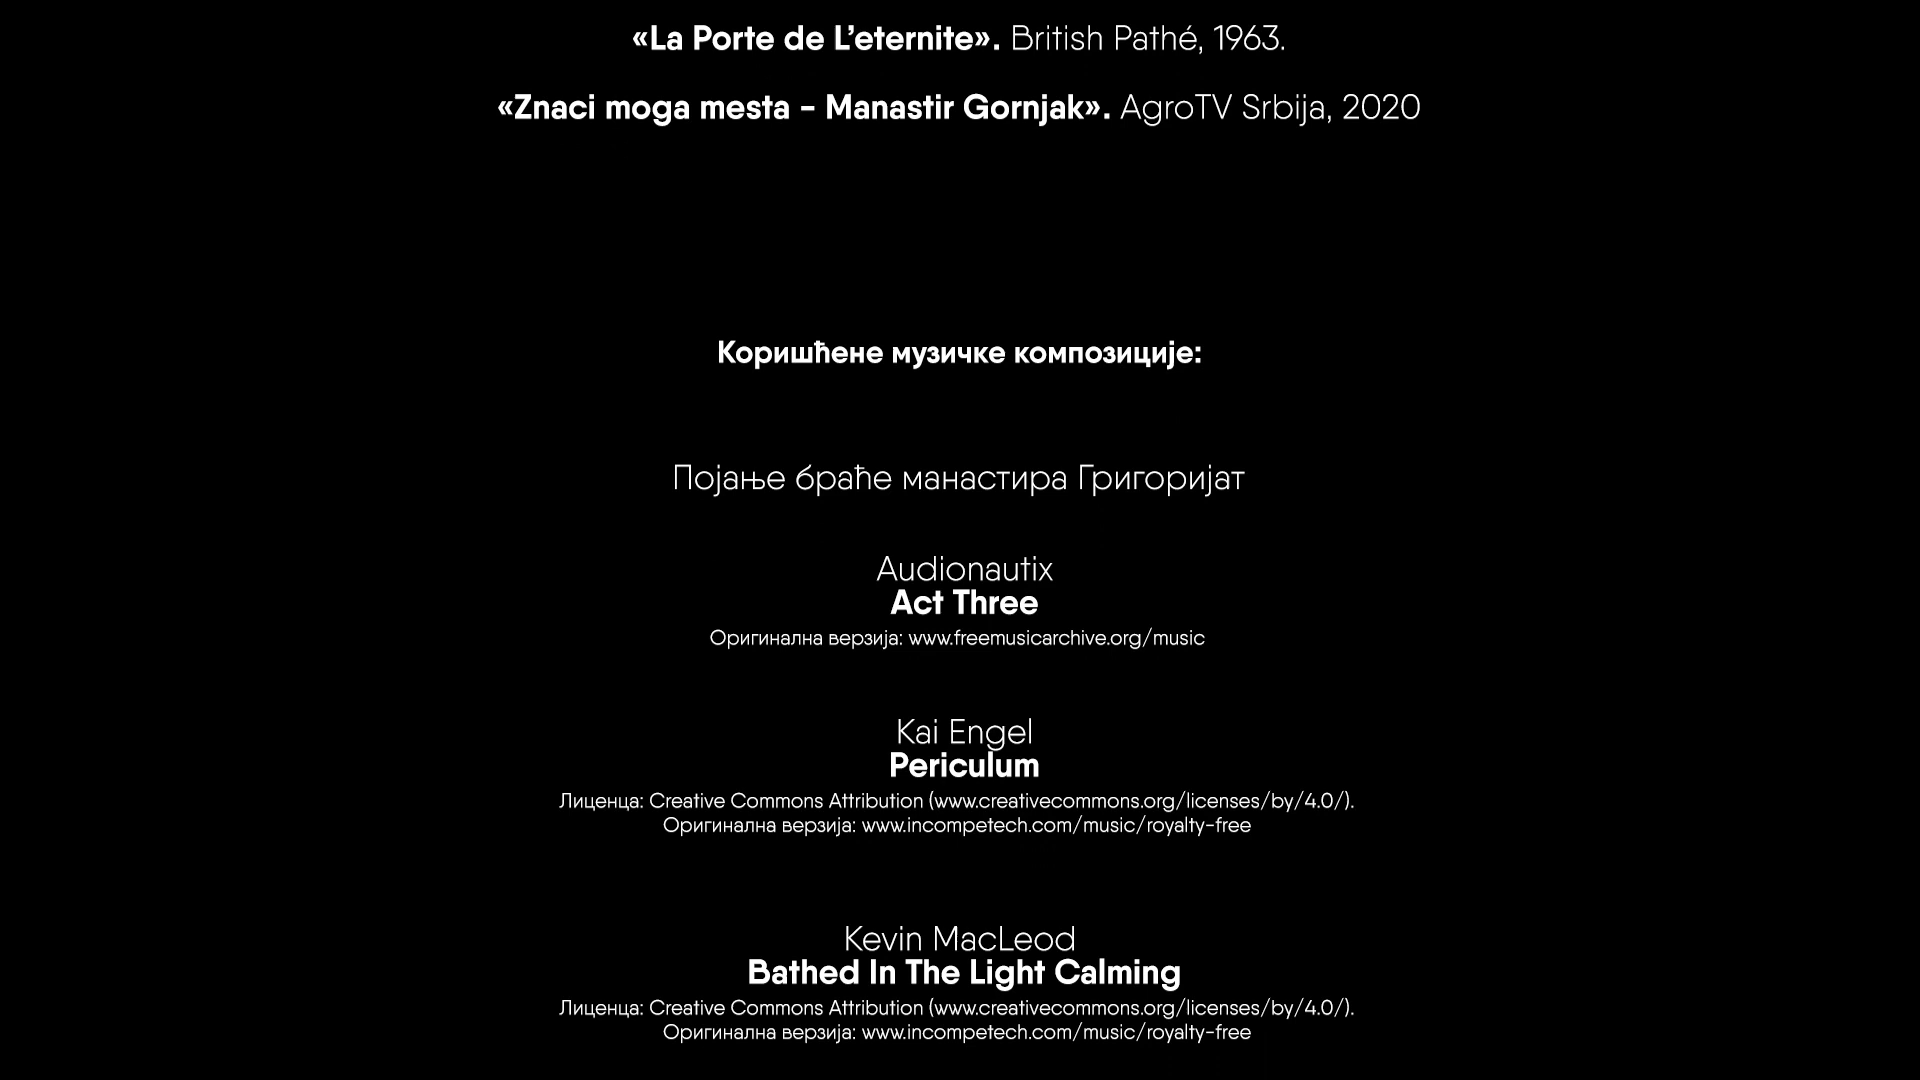 «La Porte de L’eternite». British Pathé, 1963.
«Znaci moga mesta - Manastir Gornjak». AgroTV Srbija, 2020
Коришћене музичке композиције:
Појање браће манастира Григоријат
Audionautix
Act Three
Оригинална верзија: www.freemusicarchive.org/music
Kai Engel
Periculum
Лиценца: Creative Commons Attribution (www.creativecommons.org/licenses/by/4.0/).
Оригинална верзија: www.incompetech.com/music/royalty-free
Kevin MacLeod
Bathed In The Light Calming
Лиценца: Creative Commons Attribution (www.creativecommons.org/licenses/by/4.0/).
Оригинална верзија: www.incompetech.com/music/royalty-free